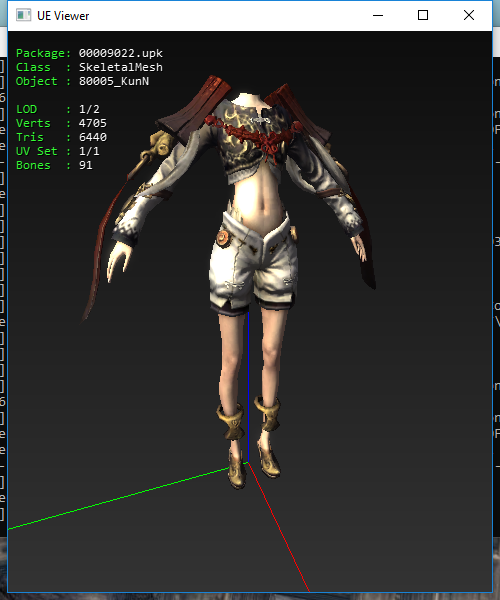 UE Viewer
Package: 00009022.upk
Class : SkeletalMesh
Object : 80005_KunN
LOD : 1/2
Verts : 4705
Tris : 6440
UV Set : 1/1
Bones : 91